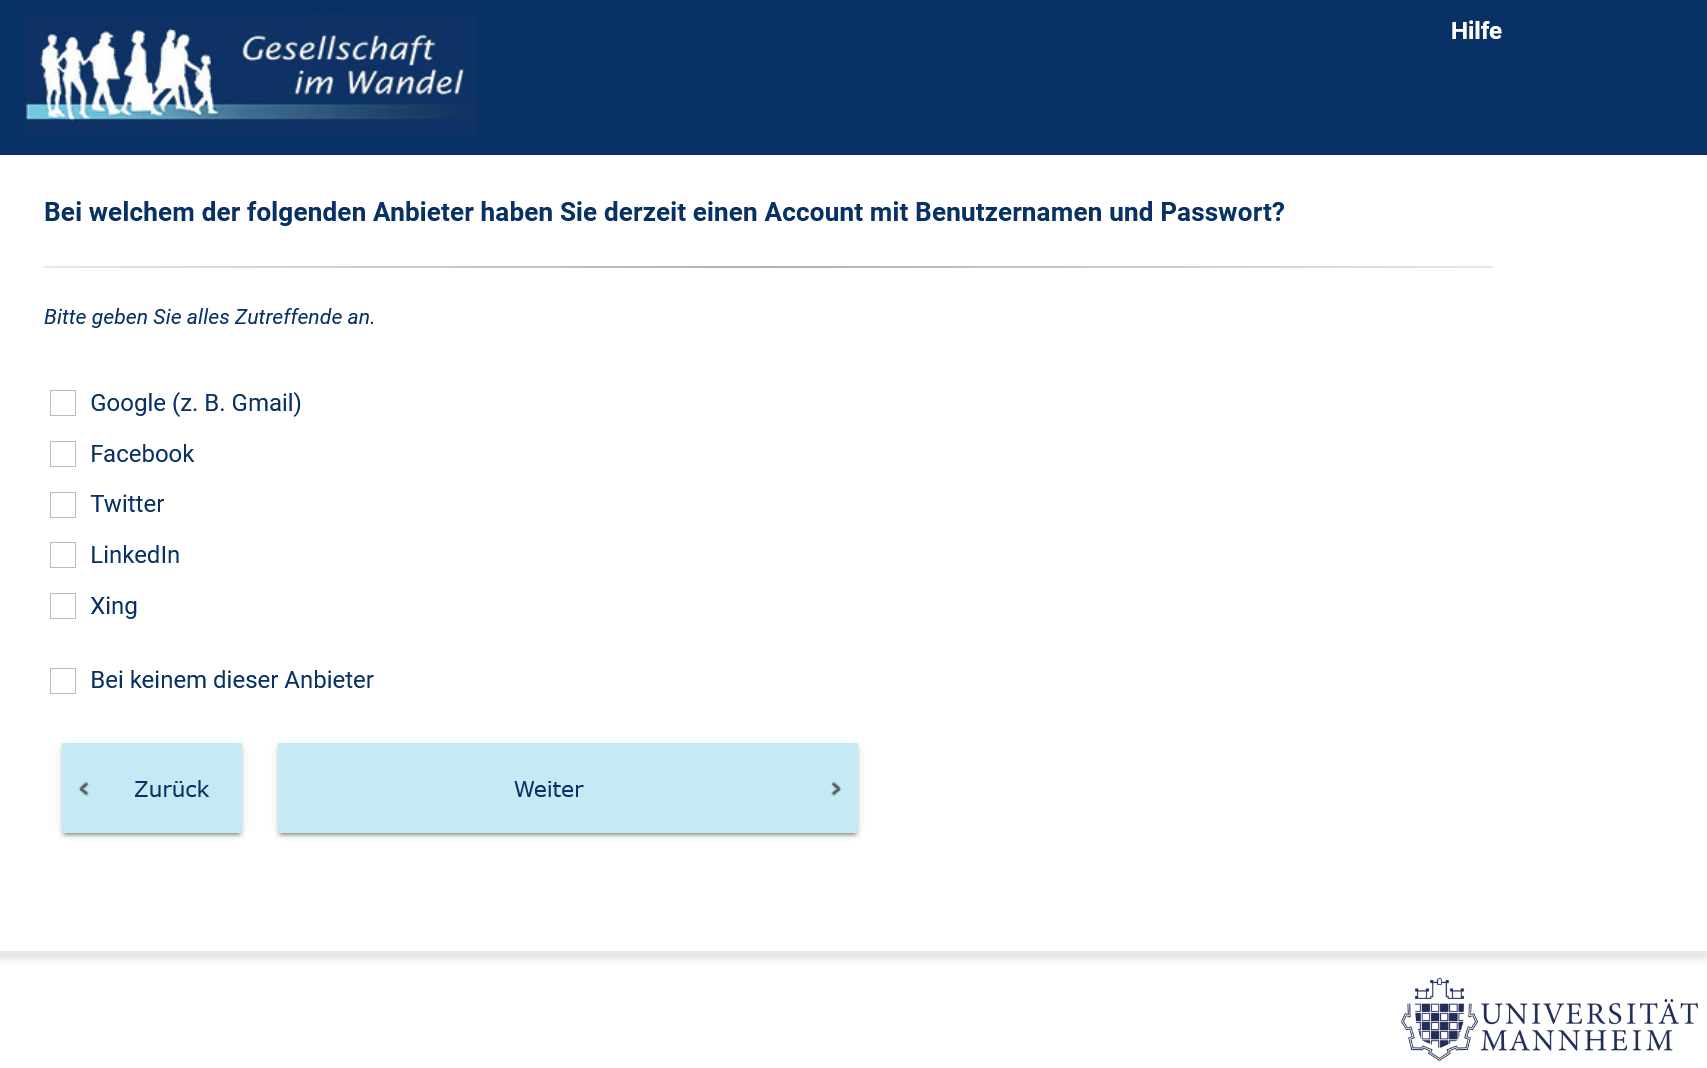 Gesellschaft
im Wandel
Hilfe
Bei welchem der folgenden Anbieter haben Sie derzeit einen Account mit Benutzernamen und Passwort?
Bitte geben Sie alles Zutreffende an.
Google (z. B. Gmail)
Facebook
Twitter
LinkedIn
Xing
Bei keinem dieser Anbieter
Zurück
Weiter
UNIVERSITÄT
MANNHEIM